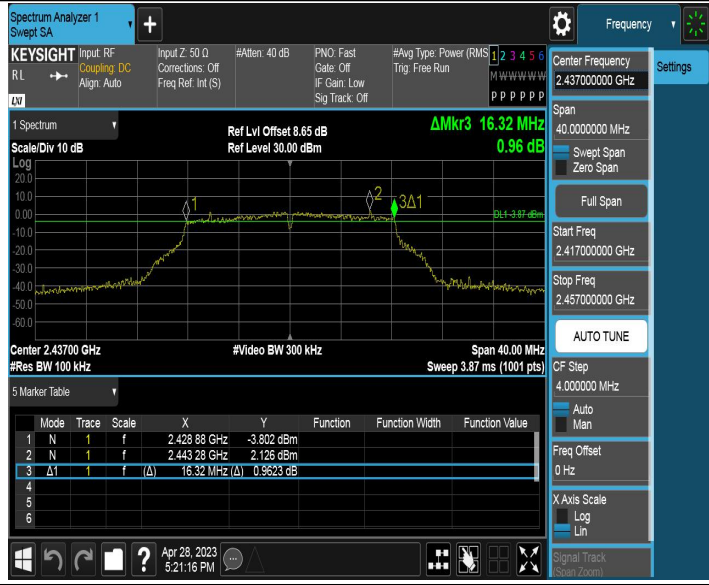 Spectrum Analyzer 1
Swept SA
Frequency
KEYSIGHT
RL
LXI
Input: RF
Coupling: DC
Align: Auto
Input Z: 50 Ω
Corrections: Off
Freq Ref: Int (S)
#Atten: 40 dB
PNO: Fast
Gate: Off
IF Gain: Low
Sig Track: Off
#Avg Type: Power (RMS
Trig: Free Run
1 2 3 4 5 6
M W W W W W
P P P P P P
1 Spectrum
Scale/Div 10 dB
Ref Lvl Offset 8.65 dB
Ref Level 30.00 dBm
ΔMkr3 16.32 MHz
0.96 dB
Log
20.0
10.0
0.00
-10.0
-20.0
-30.0
-40.0
-50.0
-60.0
1
2
3Δ1
DL1 -3.87 dBm
Center 2.43700 GHz
#Res BW 100 kHz
#Video BW 300 kHz
Span 40.00 MHz
Sweep 3.87 ms (1001 pts)
5 Marker Table
Mode Trace Scale X Y Function Function Width Function Value
1 N 1 f 2.428 88 GHz -3.802 dBm
2 N 1 f 2.443 28 GHz 2.126 dBm
3 Δ1 1 f (Δ) 16.32 MHz (Δ) 0.9623 dB
4
5
6
?
Apr 28, 2023
5:21:16 PM
Center Frequency
2.437000000 GHz
Settings
Span
40.0000000 MHz
Swept Span
Zero Span
Full Span
Start Freq
2.417000000 GHz
Stop Freq
2.457000000 GHz
AUTO TUNE
CF Step
4.000000 MHz
Auto
Man
Freq Offset
0 Hz
X Axis Scale
Log
Lin
Signal Track
(Span Zoom)